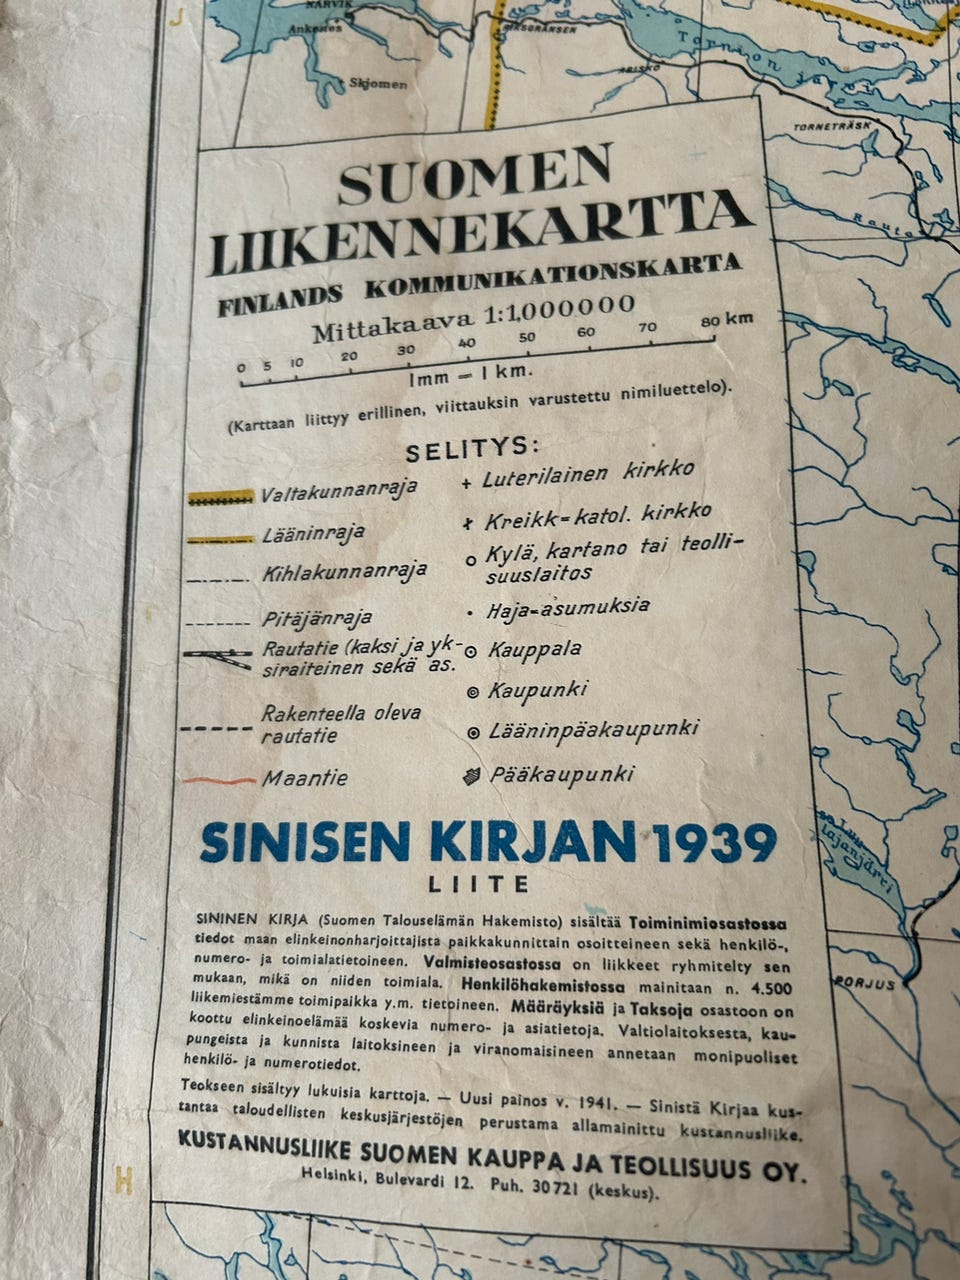 J
NARVIK
Ankenes
RIKSGRÄNSEN
Skjomen
ABISKO
Tornion järvi
TORNETRÄSK
SUOMEN
LIIKENNEKARTTA
FINLANDS KOMMUNIKATIONSKARTA
Mittakaava 1:1,000000
0 5 10 20 30 40 50 60 70 80 km
1mm = 1 km.
(Karttaan liittyy erillinen, viittauksin varustettu nimiluettelo).
SELITYS:
Valtakunnanraja
Lääninraja
Kihlakunnanraja
Pitäjänraja
Rautatie (kaksi ja yk-
siraiteinen sekä as.
Rakenteella oleva
rautatie
Maantie
Luterilainen kirkko
Kreikk=katol. kirkko
Kylä, kartano tai teolli-
suuslaitos
Haja=asumuksia
Kauppala
Kaupunki
Lääninpääkaupunki
Pääkaupunki
SINISEN KIRJAN 1939
LIITE
SININEN KIRJA (Suomen Talouselämän Hakemisto) sisältää Toiminimiosastossa
tiedot maan elinkeinonharjoittajista paikkakunnittain osoitteineen sekä henkilö-,
numero- ja toimialatietoineen. Valmisteosastossa on liikkeet ryhmitelty sen
mukaan, mikä on niiden toimiala. Henkilöhakemistossa mainitaan n. 4.500
liikemiestämme toimipaikka y.m. tietoineen. Määräyksiä ja Taksoja osastoon on
koottu elinkeinoelämää koskevia numero- ja asiatietoja. Valtiolaitoksesta, kau-
pungeista ja kunnista laitoksineen ja viranomaisineen annetaan monipuoliset
henkilö- ja numerotiedot.
Teokseen sisältyy lukuisia karttoja. — Uusi painos v. 1941. — Sinistä Kirjaa kus-
tantaa taloudellisten keskusjärjestöjen perustama allamainittu kustannusliike.
KUSTANNUSLIIKE SUOMEN KAUPPA JA TEOLLISUUS OY.
Helsinki, Bulevardi 12. Puh. 30721 (keskus).
PORJUS
H